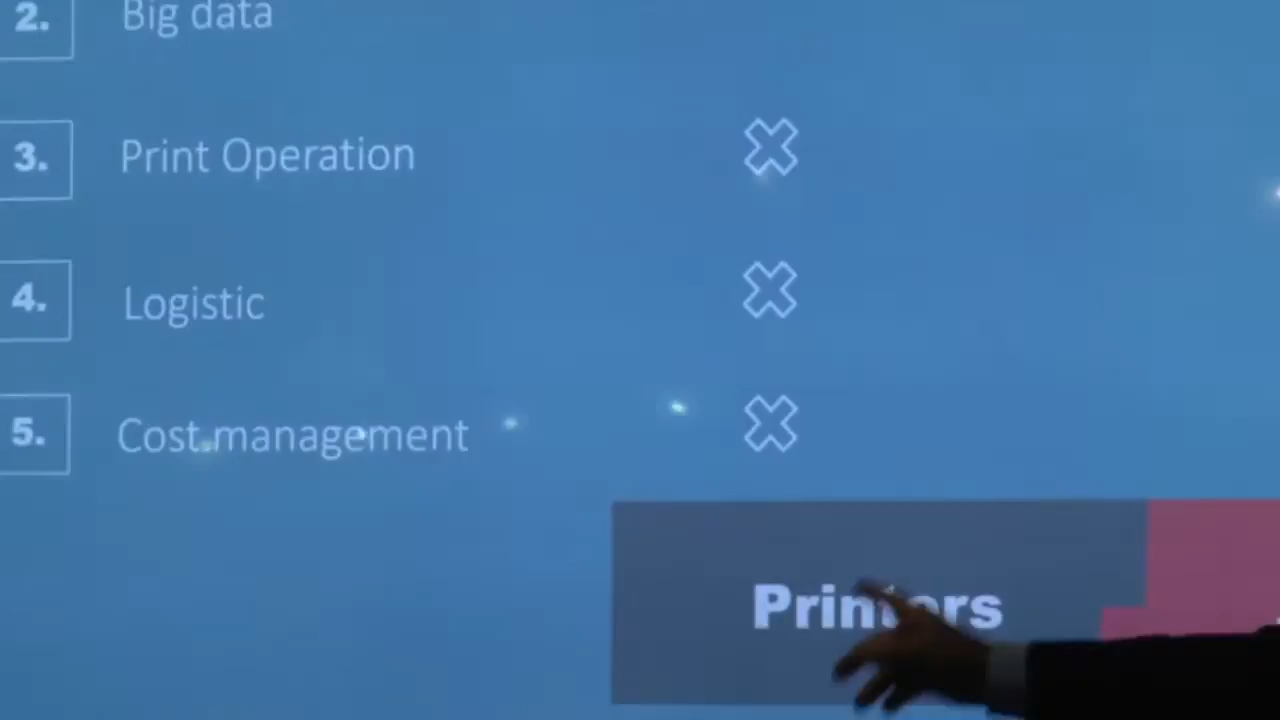 2. Big data
3. Print Operation
4. Logistic
5. Cost management
Printers